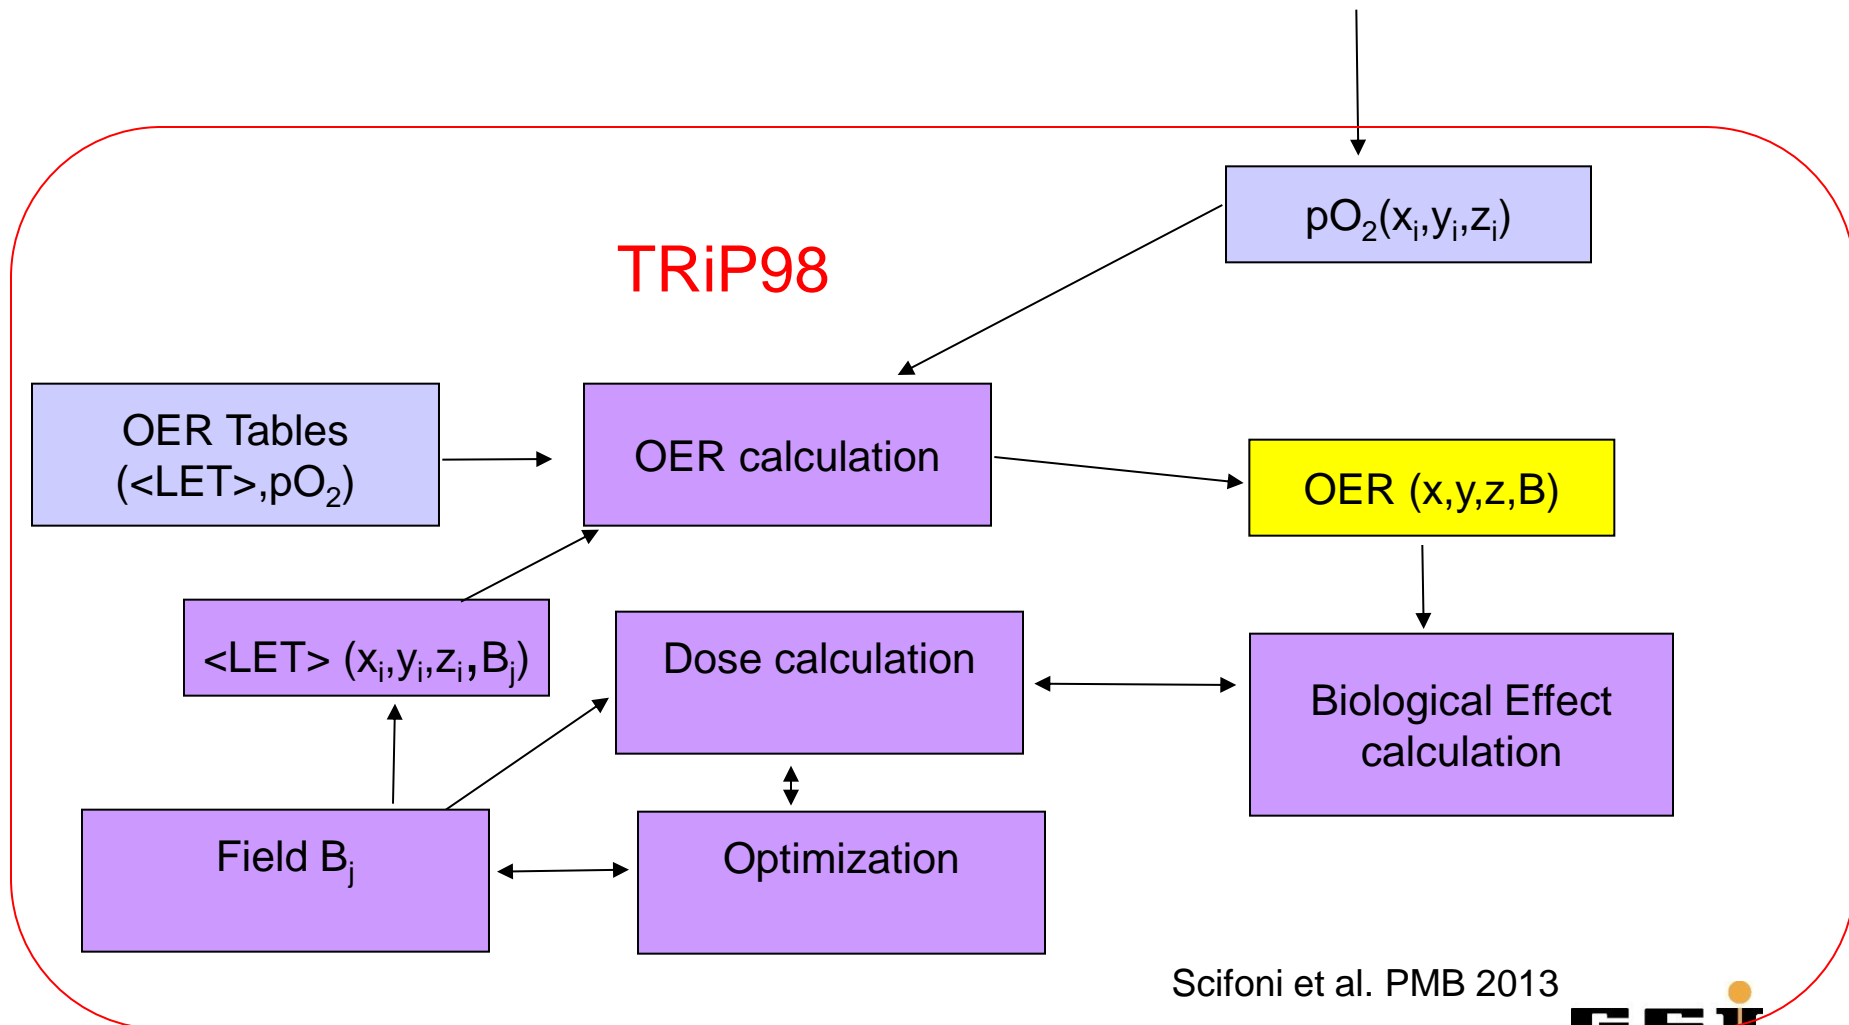 pO₂(xᵢ,yᵢ,zᵢ)
TRiP98
OER Tables
(<LET>,pO₂)
OER calculation
OER (x,y,z,B)
<LET> (xᵢ,yᵢ,zᵢ,Bⱼ)
Dose calculation
Biological Effect
calculation
Field Bⱼ
Optimization
Scifoni et al. PMB 2013